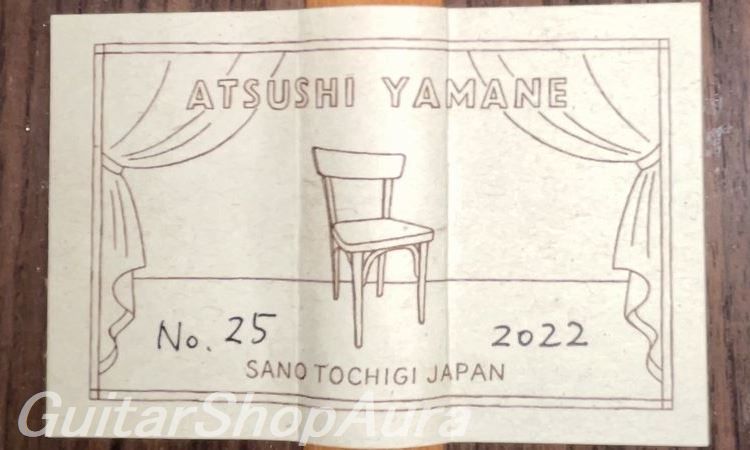 ATSUSHI YAMANE
No. 25
2022
SANO TOCHIGI JAPAN
GuitarShopAura